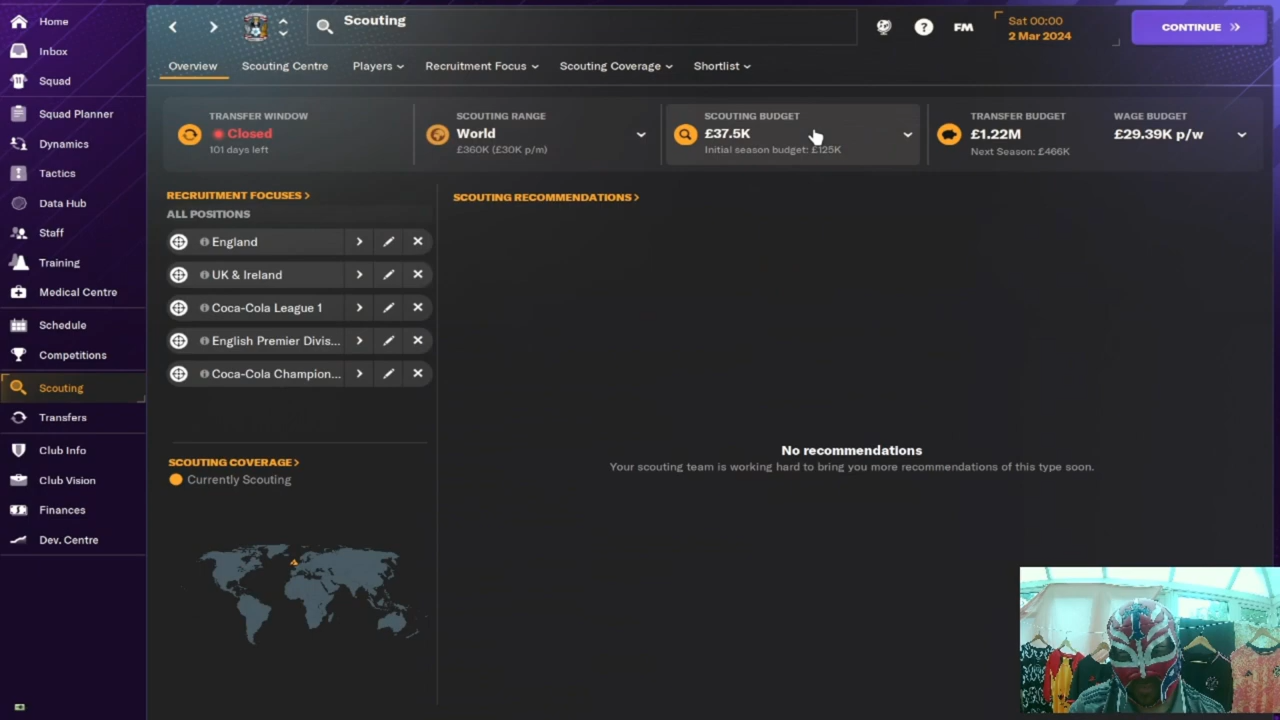 Home
Inbox
Squad
Squad Planner
Dynamics
Tactics
Data Hub
Staff
Training
Medical Centre
Schedule
Competitions
Scouting
Transfers
Club Info
Club Vision
Finances
Dev. Centre
Scouting
FM
Sat 00:00
2 Mar 2024
CONTINUE
Overview
Scouting Centre
Players
Recruitment Focus
Scouting Coverage
Shortlist
TRANSFER WINDOW
Closed
101 days left
SCOUTING RANGE
World
£360K (£30K p/m)
SCOUTING BUDGET
£37.5K
Initial season budget: £125K
TRANSFER BUDGET
£1.22M
Next Season: £466K
WAGE BUDGET
£29.39K p/w
RECRUITMENT FOCUSES >
ALL POSITIONS
England
UK & Ireland
Coca-Cola League 1
English Premier Divis...
Coca-Cola Champion...
SCOUTING COVERAGE >
Currently Scouting
SCOUTING RECOMMENDATIONS >
No recommendations
Your scouting team is working hard to bring you more recommendations of this type soon.